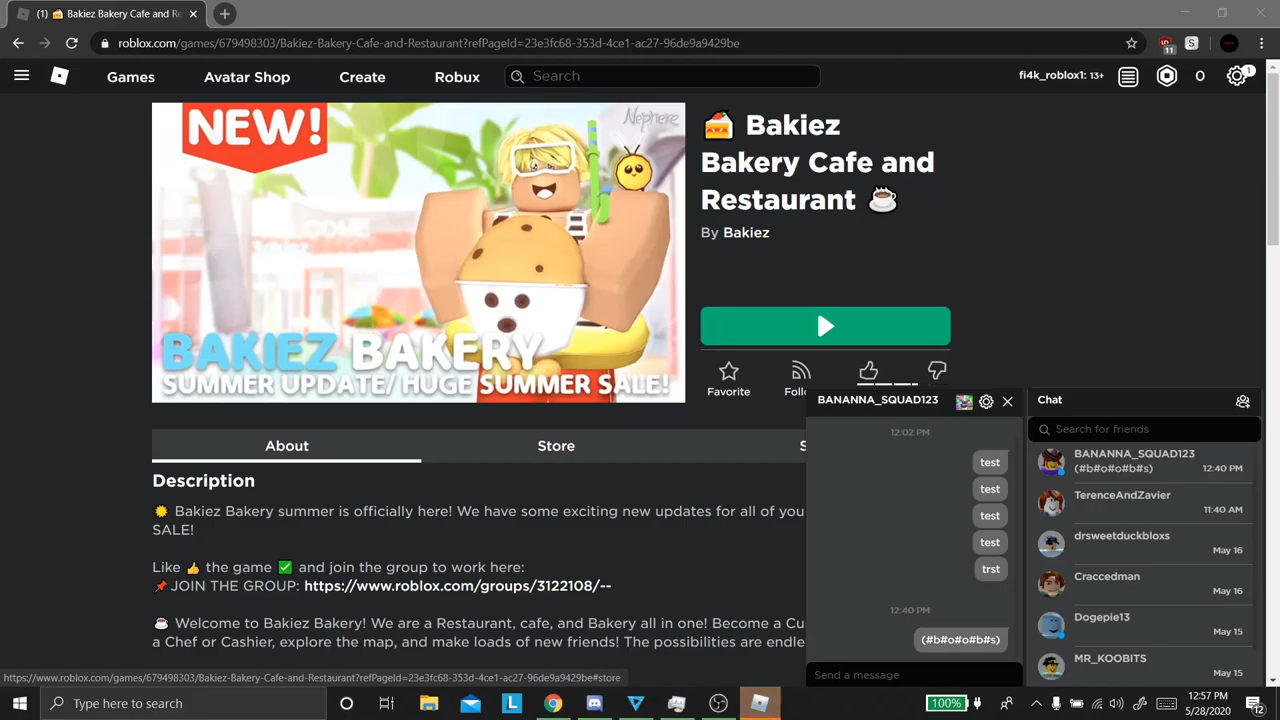 (1) 🍰 Bakiez Bakery Cafe and Re
roblox.com/games/679498303/Bakiez-Bakery-Cafe-and-Restaurant?refPageId=23e3fc68-353d-4ce1-ac27-96de9a9429be
11
S
Games
Avatar Shop
Create
Robux
Search
fi4k_roblox1: 13+
0
1
NEW!
Nephere
COME
BAKIEZ BAKERY
SUMMER UPDATE/ HUGE SUMMER SALE!
🍰 Bakiez
Bakery Cafe and
Restaurant ☕
By Bakiez
Favorite
Foll
About
Store
S
Description
🌞 Bakiez Bakery summer is officially here! We have some exciting new updates for all of you
SALE!
Like 👍 the game ✅ and join the group to work here:
📌 JOIN THE GROUP: https://www.roblox.com/groups/3122108/--
☕ Welcome to Bakiez Bakery! We are a Restaurant, cafe, and Bakery all in one! Become a Cu
a Chef or Cashier, explore the map, and make loads of new friends! The possibilities are endle
BANANNA_SQUAD123
12:02 PM
test
test
test
test
trst
12:40 PM
(#b#o#o#b#s)
Send a message
Chat
Search for friends
BANANNA_SQUAD123
(#b#o#o#b#s) 12:40 PM
TerenceAndZavier
11:40 AM
drsweetduckbloxs
May 16
Craccedman
May 16
Dogepie13
May 15
MR_KOOBITS
May 15
https://www.roblox.com/games/679498303/Bakiez-Bakery-Cafe-and-Restaurant?refPageId=23e3fc68-353d-4ce1-ac27-96de9a9429be#store
Type here to search
L
100%
12:57 PM
5/28/2020
12